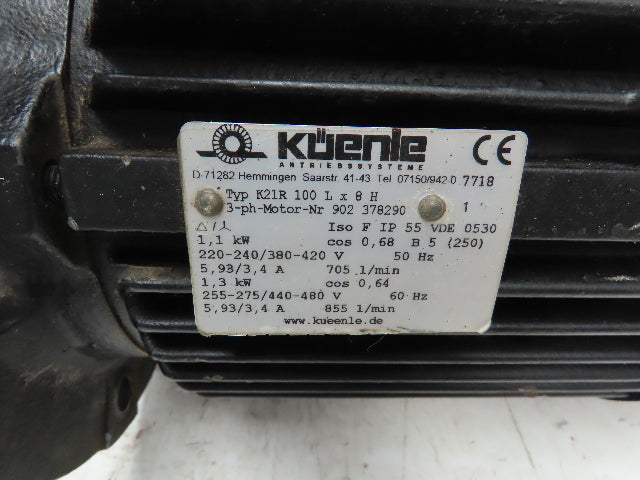 KÜENLE CE
ANTRIEBSSYSTEME
D-71282 Hemmingen Saarstr. 41-43 Tel 07150/942-0 7718
Typ K21R 100 L x 8 H
3-ph-Motor-Nr 902 378290 1
△/⅄ Iso F IP 55 VDE 0530
1,1 kW cos 0,68 B 5 (250)
220-240/380-420 V 50 Hz
5,93/3,4 A 705 1/min
1,3 kW cos 0,64
255-275/440-480 V 60 Hz
5,93/3,4 A 855 1/min
www.kueenle.de